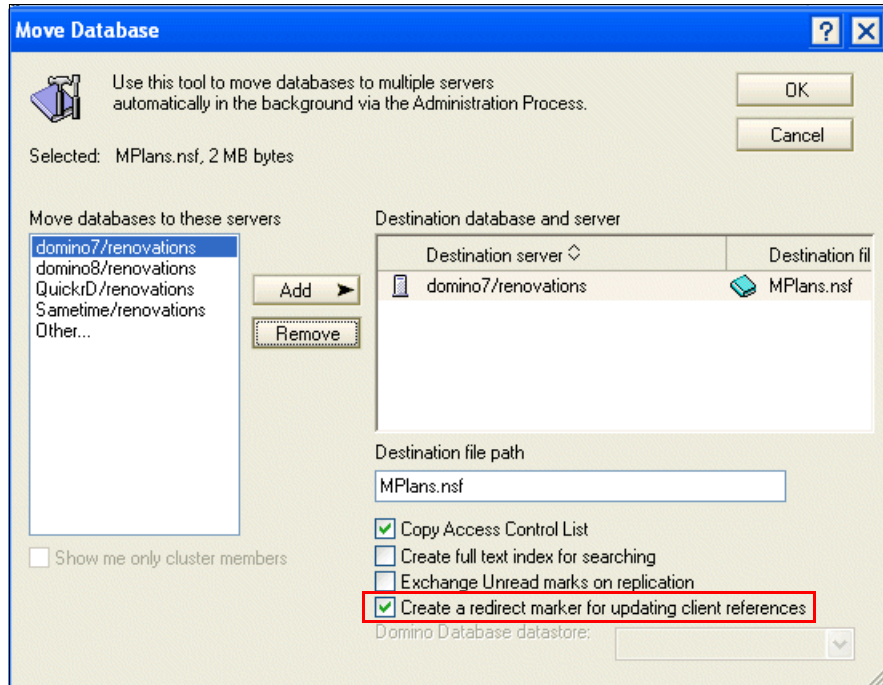 Move Database
Use this tool to move databases to multiple servers
automatically in the background via the Administration Process.
OK
Cancel
Selected: MPlans.nsf, 2 MB bytes
Move databases to these servers
domino7/renovations
domino8/renovations
QuickrD/renovations
Sametime/renovations
Other...
Show me only cluster members
Add
Remove
Destination database and server
Destination server Destination fil
domino7/renovations MPlans.nsf
Destination file path
MPlans.nsf
Copy Access Control List
Create full text index for searching
Exchange Unread marks on replication
Create a redirect marker for updating client references
Domino Database datastore: